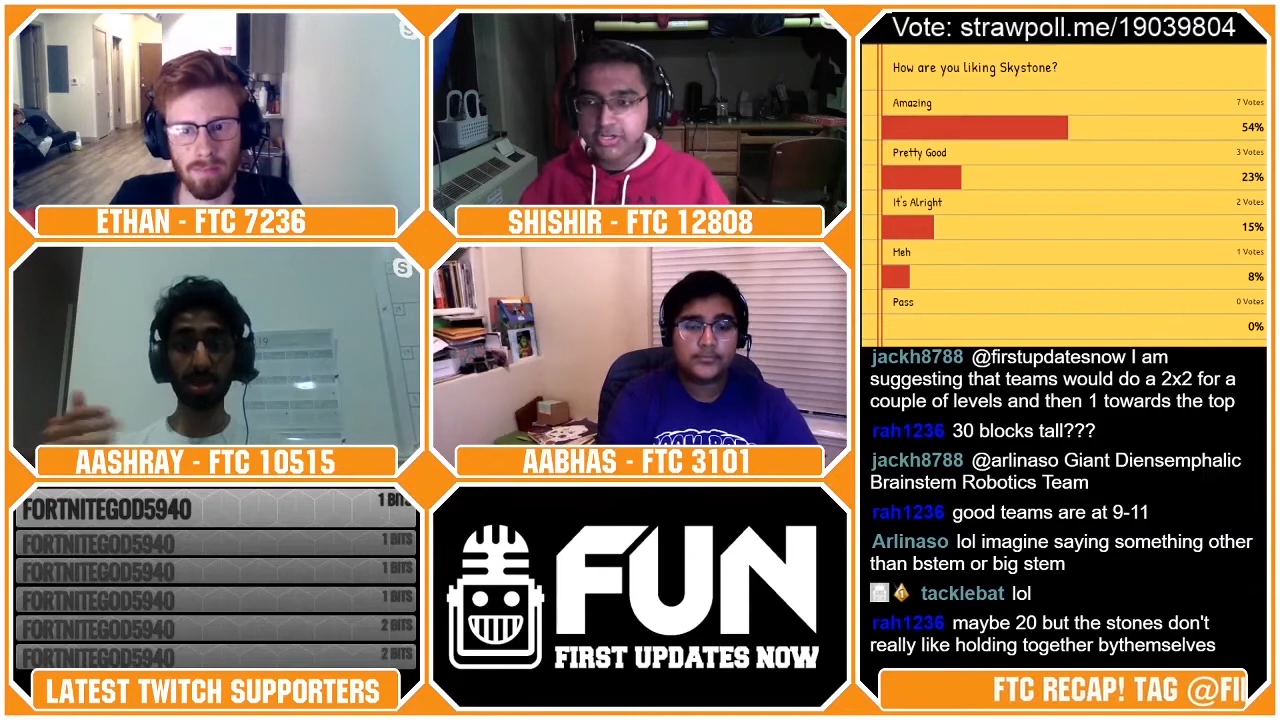 ETHAN - FTC 7236
SHISHIR - FTC 12808
AASHRAY - FTC 10515
AABHAS - FTC 3101
FORTNITEGOD5940 1 BITS
FORTNITEGOD5940 1 BITS
FORTNITEGOD5940 1 BITS
FORTNITEGOD5940 1 BITS
FORTNITEGOD5940 2 BITS
FORTNITEGOD5940 2 BITS
LATEST TWITCH SUPPORTERS
FUN
FIRST UPDATES NOW
Vote: strawpoll.me/19039804
How are you liking Skystone?
Amazing 7 Votes
54%
Pretty Good 3 Votes
23%
It's Alright 2 Votes
15%
Meh 1 Votes
8%
Pass 0 Votes
0%
jackh8788 @firstupdatesnow I am
suggesting that teams would do a 2x2 for a
couple of levels and then 1 towards the top
rah1236 30 blocks tall???
jackh8788 @arlinaso Giant Diensemphalic
Brainstem Robotics Team
rah1236 good teams are at 9-11
Arlinaso lol imagine saying something other
than bstem or big stem
tacklebat lol
rah1236 maybe 20 but the stones don't
really like holding together bythemselves
FTC RECAP! TAG @FI